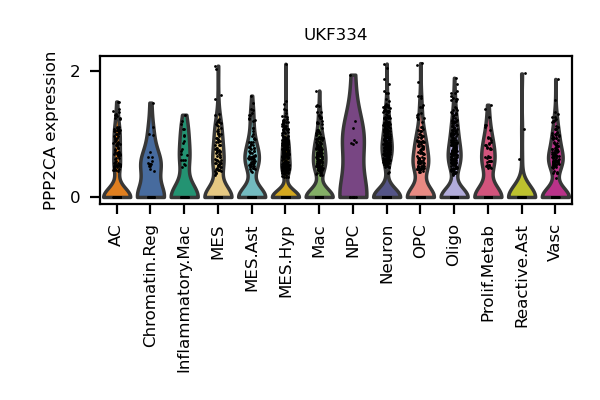 UKF334
PPP2CA expression
2
0
AC
Chromatin.Reg
Inflammatory.Mac
MES
MES.Ast
MES.Hyp
Mac
NPC
Neuron
OPC
Oligo
Prolif.Metab
Reactive.Ast
Vasc